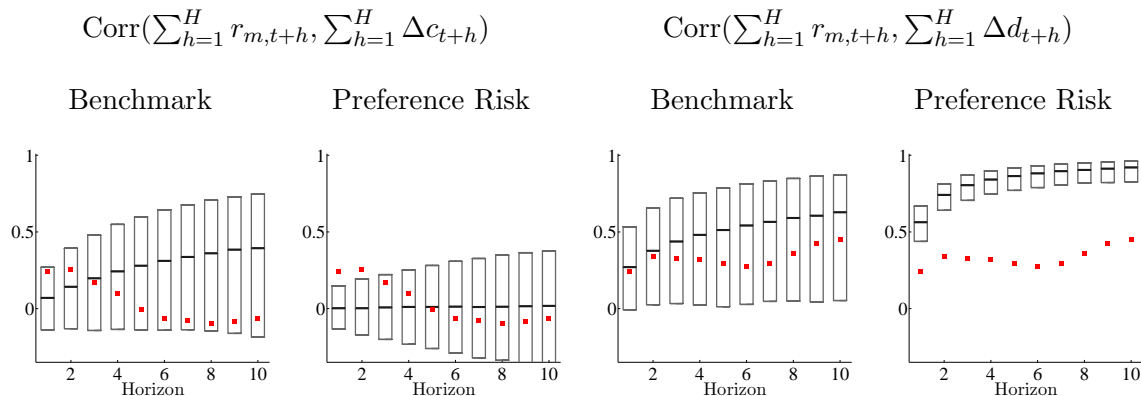 Corr(∑_{h=1}^{H} r_{m,t+h}, ∑_{h=1}^{H} Δc_{t+h}) Corr(∑_{h=1}^{H} r_{m,t+h}, ∑_{h=1}^{H} Δd_{t+h})
Benchmark Preference Risk Benchmark Preference Risk
1 1 1 1
0.5 0.5 0.5 0.5
0 0 0 0
2 4 6 8 10 2 4 6 8 10 2 4 6 8 10 2 4 6 8 10
Horizon Horizon Horizon Horizon